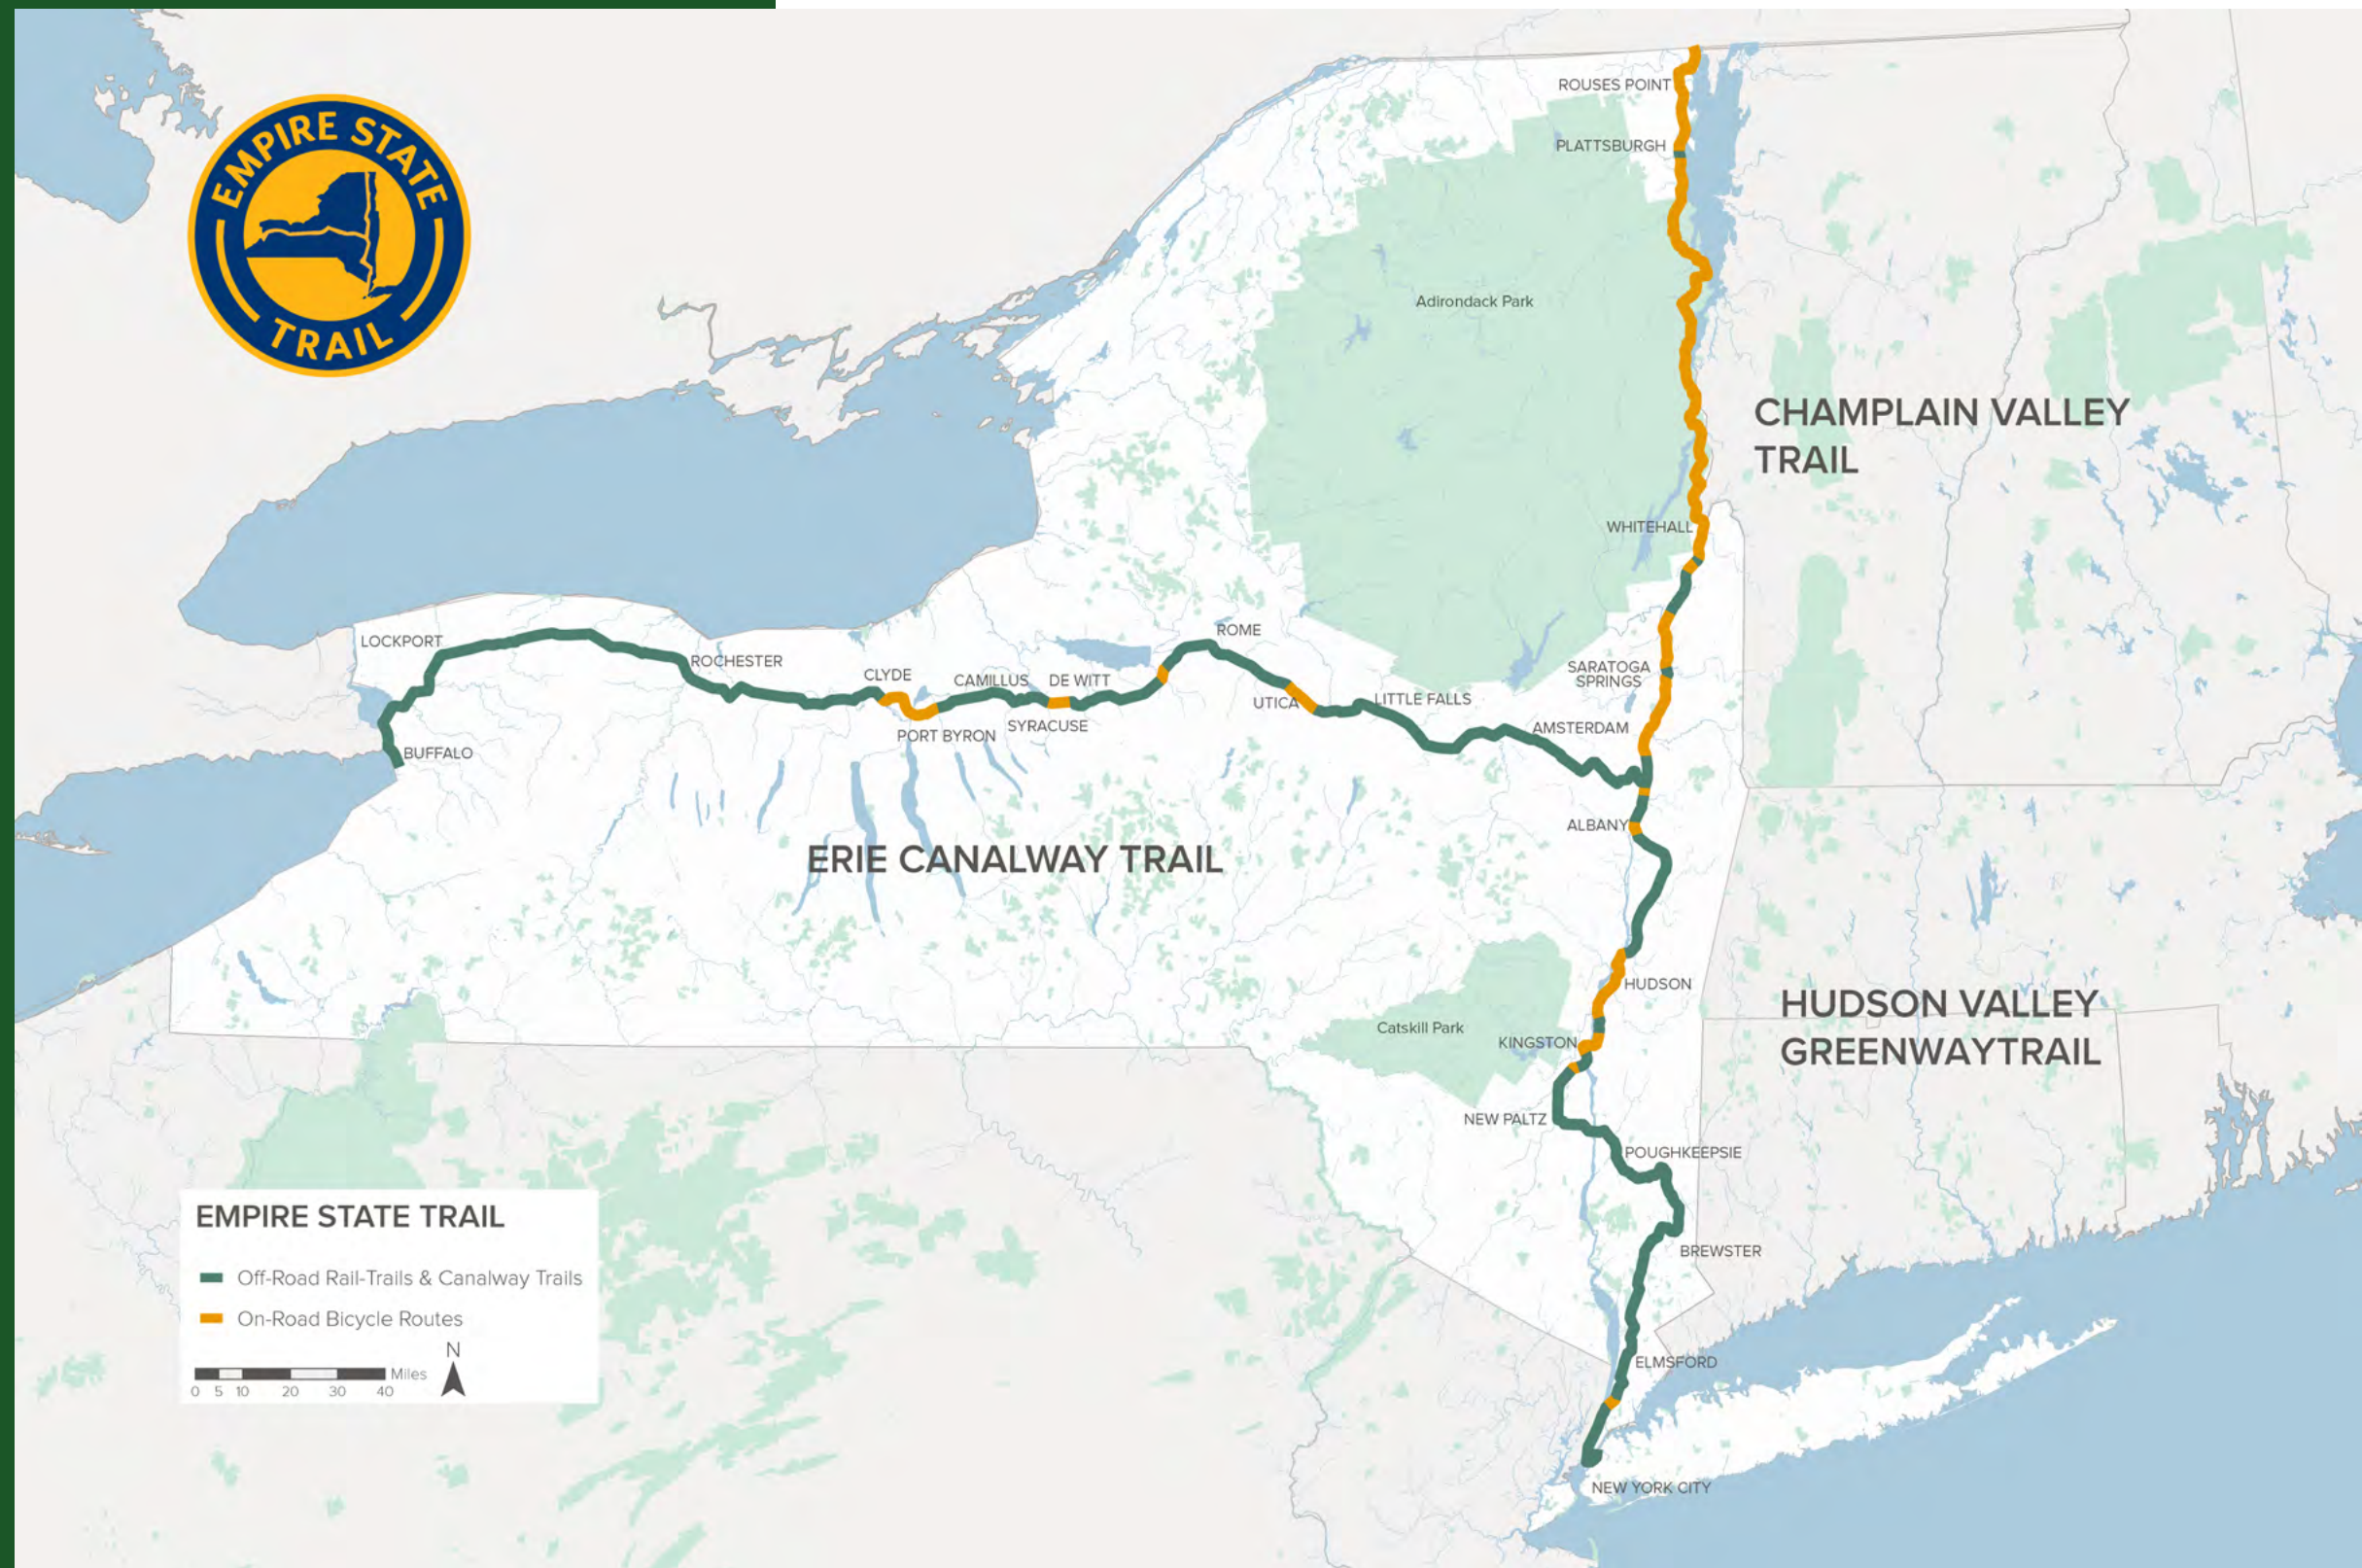 EMPIRE STATE
TRAIL
ROUSES POINT
PLATTSBURGH
Adirondack Park
CHAMPLAIN VALLEY
TRAIL
WHITEHALL
LOCKPORT
ROCHESTER
CLYDE
CAMILLUS
DE WITT
ROME
SARATOGA
SPRINGS
UTICA
LITTLE FALLS
AMSTERDAM
PORT BYRON
SYRACUSE
BUFFALO
ALBANY
ERIE CANALWAY TRAIL
HUDSON
HUDSON VALLEY
GREENWAYTRAIL
Catskill Park
KINGSTON
NEW PALTZ
POUGHKEEPSIE
BREWSTER
ELMSFORD
NEW YORK CITY
EMPIRE STATE TRAIL
Off-Road Rail-Trails & Canalway Trails
On-Road Bicycle Routes
N
Miles
0 5 10 20 30 40